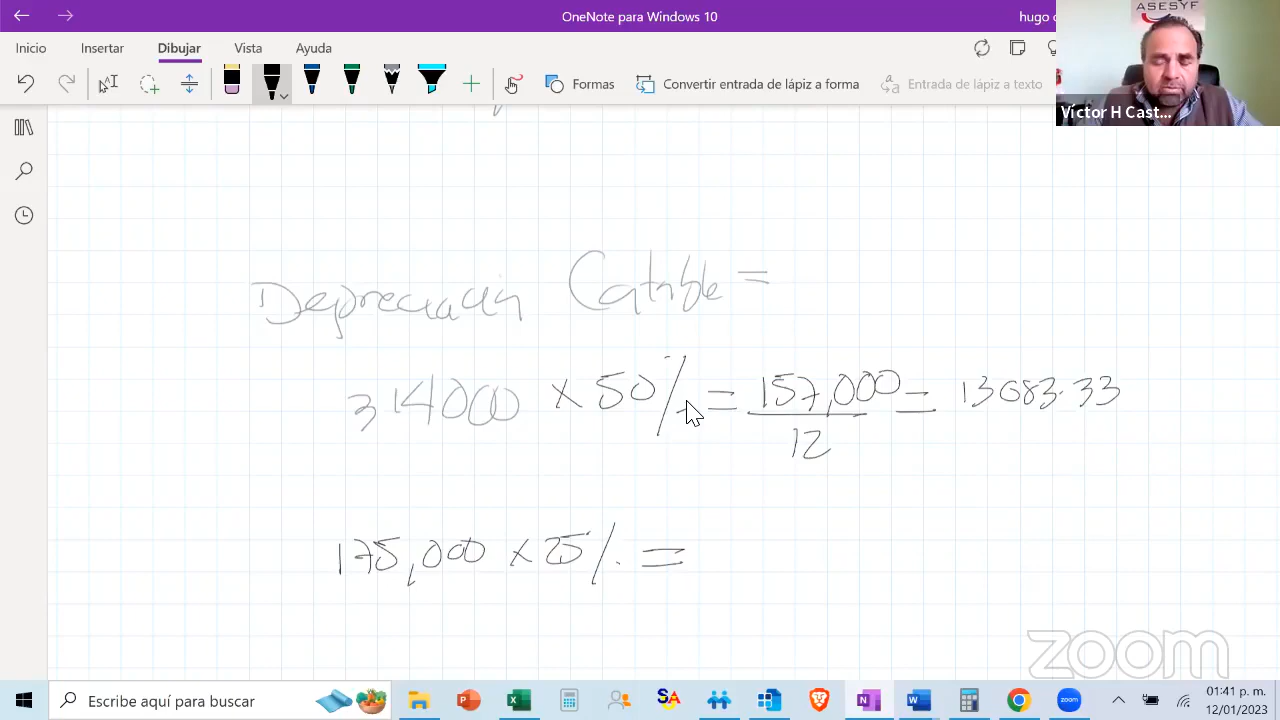 OneNote para Windows 10
hugo c
Inicio Insertar Dibujar Vista Ayuda
Formas Convertir entrada de lápiz a forma Entrada de lápiz a texto
ASESYF
Víctor H Cast...
Depreciación Contable =
314000 x 50% = 157,000 / 12 = 13083.33
175,000 x 25% =
zoom
Escribe aquí para buscar
01:41 p. m.
12/01/2023